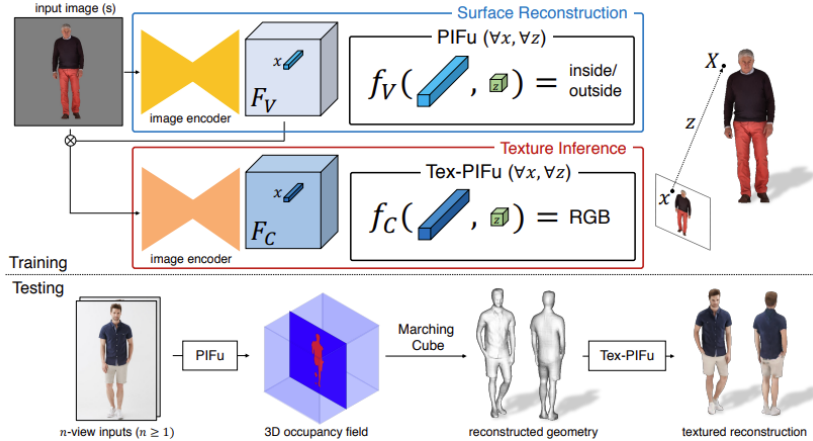 input image (s)
Surface Reconstruction
PIFu (∀x, ∀z)
x
F_V
image encoder
f_V( , z ) = inside/
outside
Texture Inference
Tex-PIFu (∀x, ∀z)
x
F_C
image encoder
f_C( , z ) = RGB
X
z
x
Training
Testing
PIFu
Marching
Cube
Tex-PIFu
n-view inputs (n ≥ 1)
3D occupancy field
reconstructed geometry
textured reconstruction